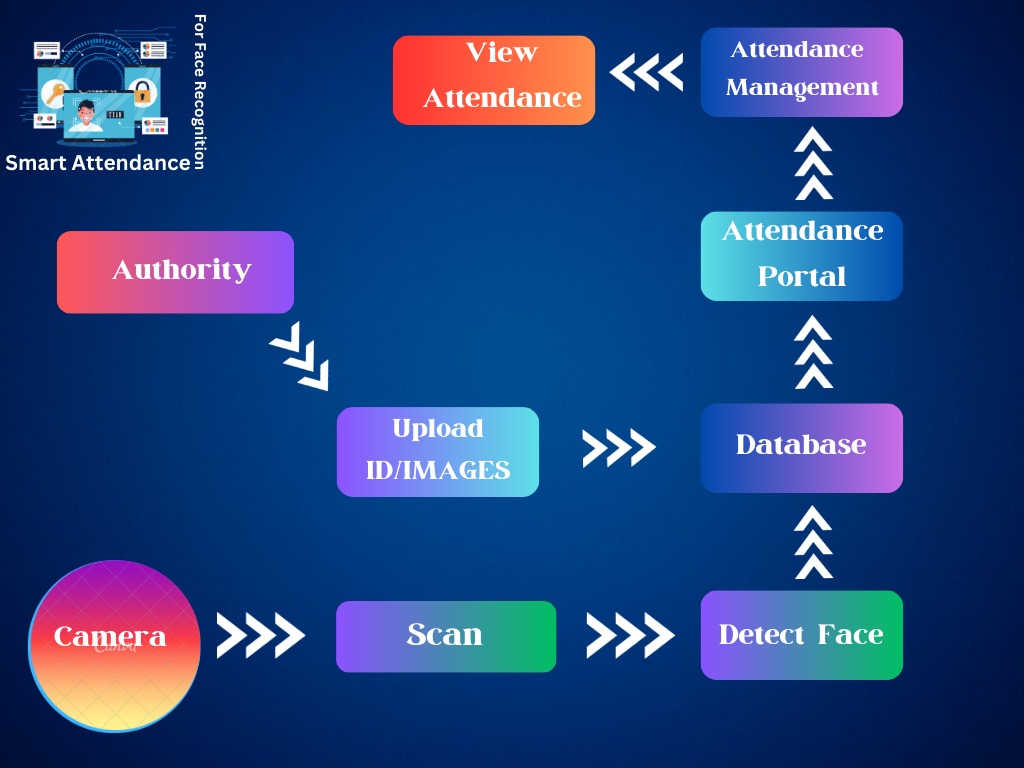 For Face Recognition
Smart Attendance
View
Attendance
Attendance
Management
Attendance
Portal
Authority
Upload
ID/IMAGES
Database
Camera
Canva
Scan
Detect Face